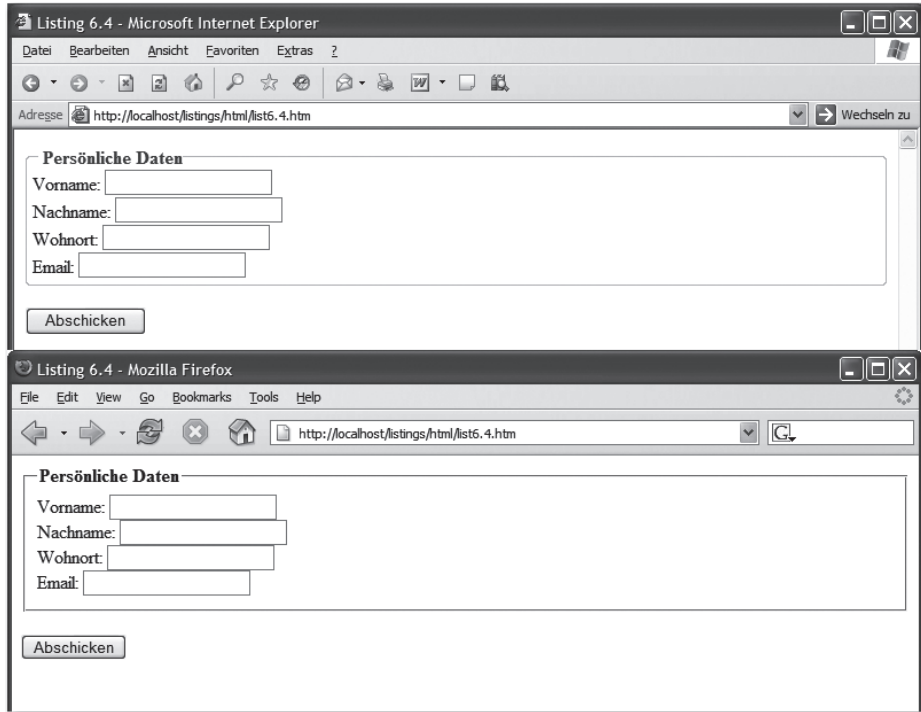 Listing 6.4 - Microsoft Internet Explorer
Datei Bearbeiten Ansicht Favoriten Extras ?
W
Adresse http://localhost/listings/html/list6.4.htm Wechseln zu
Persönliche Daten
Vorname:
Nachname:
Wohnort:
Email:
Abschicken
Listing 6.4 - Mozilla Firefox
File Edit View Go Bookmarks Tools Help
http://localhost/listings/html/list6.4.htm G
Persönliche Daten
Vorname:
Nachname:
Wohnort:
Email:
Abschicken